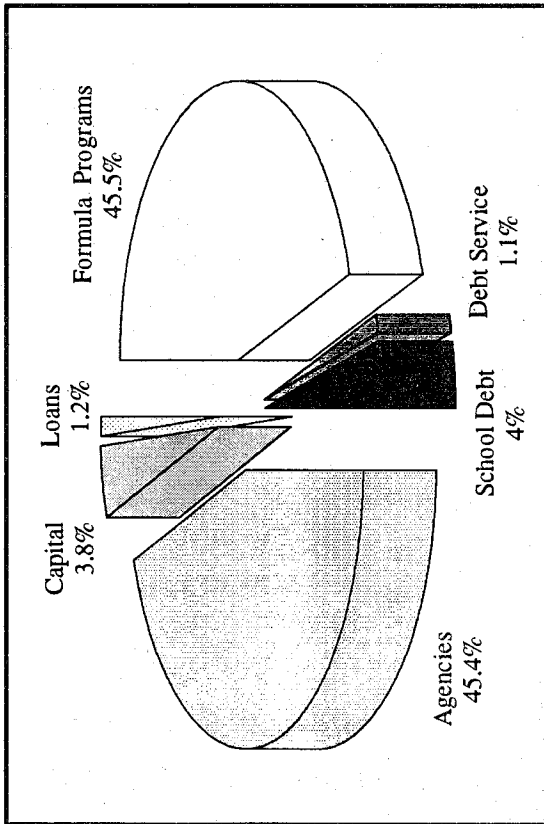 Formula Programs
45.5%
Loans
1.2%
Capital
3.8%
Debt Service
1.1%
School Debt
4%
Agencies
45.4%